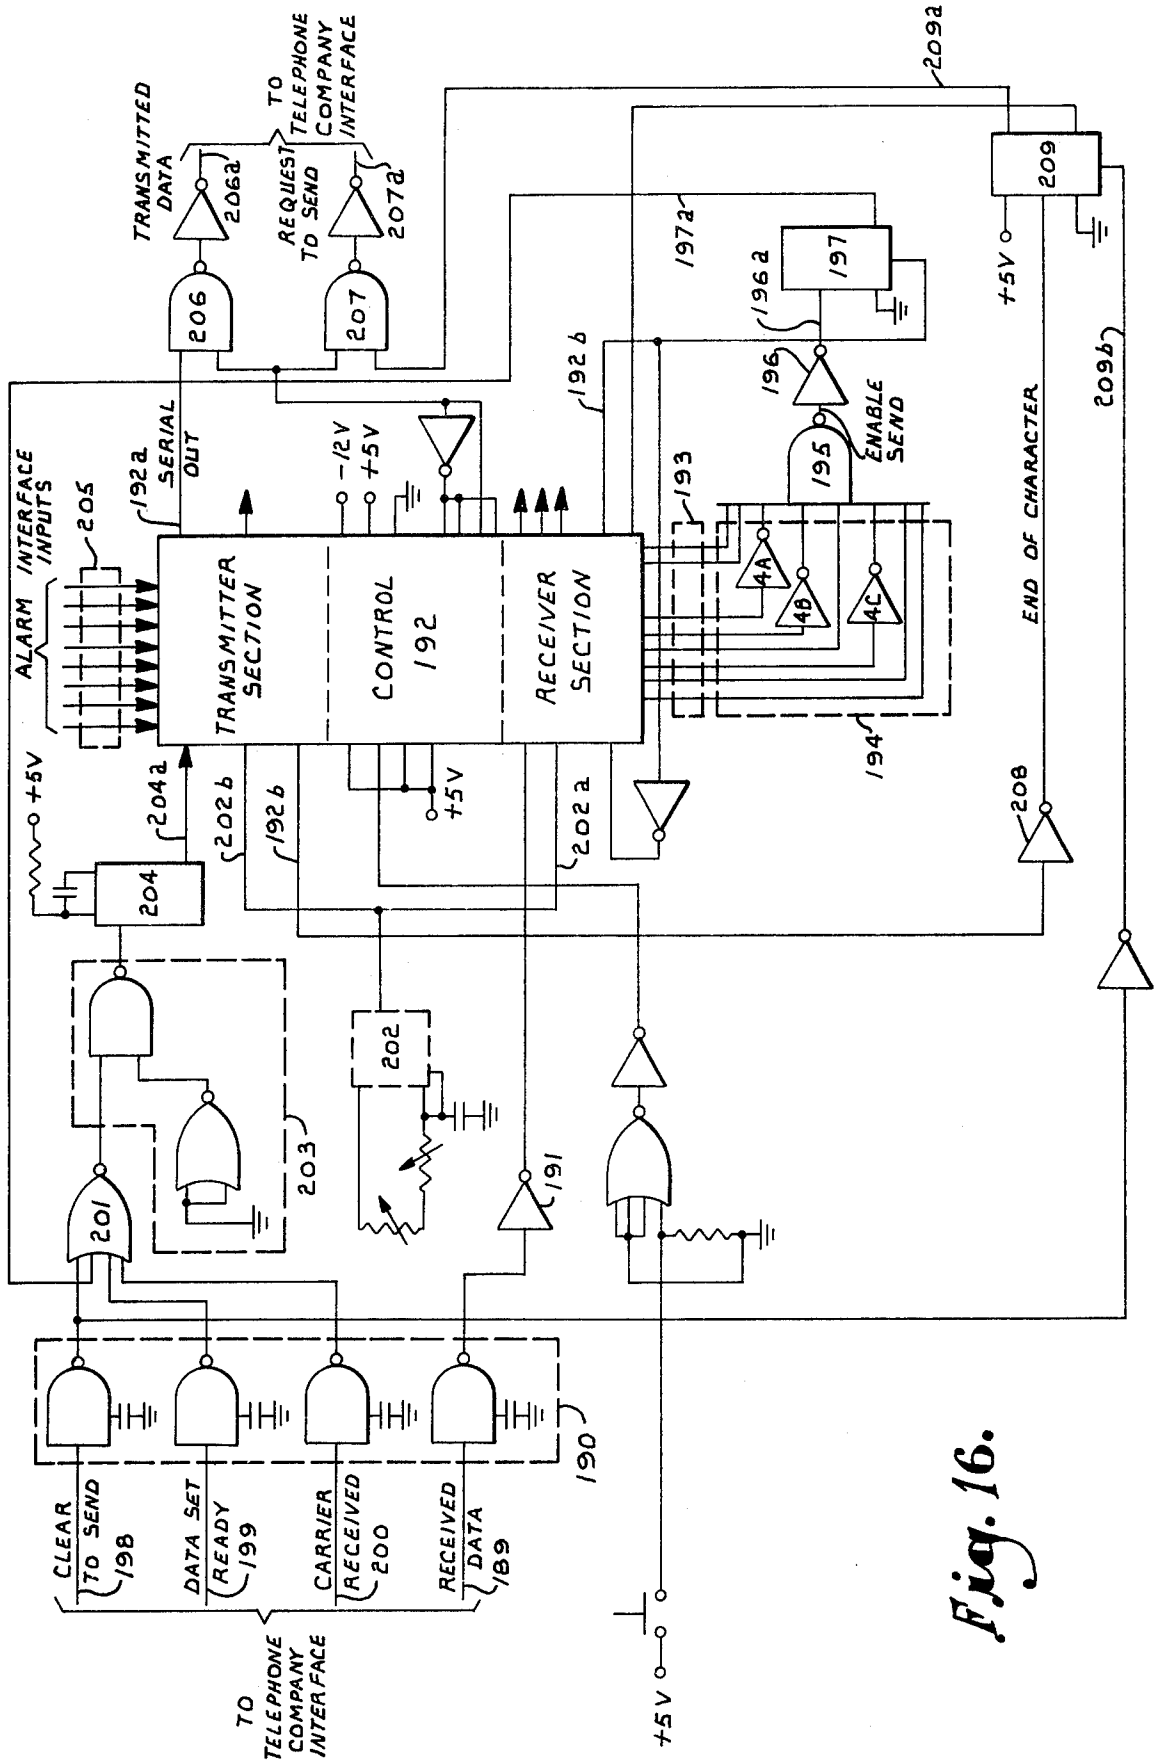 TO
TELEPHONE
COMPANY
INTERFACE
CLEAR
TO SEND
198
DATA SET
READY
199
CARRIER
RECEIVED
200
RECEIVED
DATA
189
190
201
203
204
+5V
204a
191
202
202b
192b
202a
+5V
+5V
ALARM INTERFACE
INPUTS
205
192a
SERIAL
OUT
TRANSMITTER
SECTION
CONTROL
192
RECEIVER
SECTION
-12V
+5V
206
206a
TRANSMITTED
DATA
207
207a
REQUEST
TO SEND
TO
TELEPHONE
COMPANY
INTERFACE
192b
193
4A
4B
4C
194
195
ENABLE
SEND
196
196a
197
197a
208
END OF CHARACTER
+5V
209
209a
209b
Fig. 16.